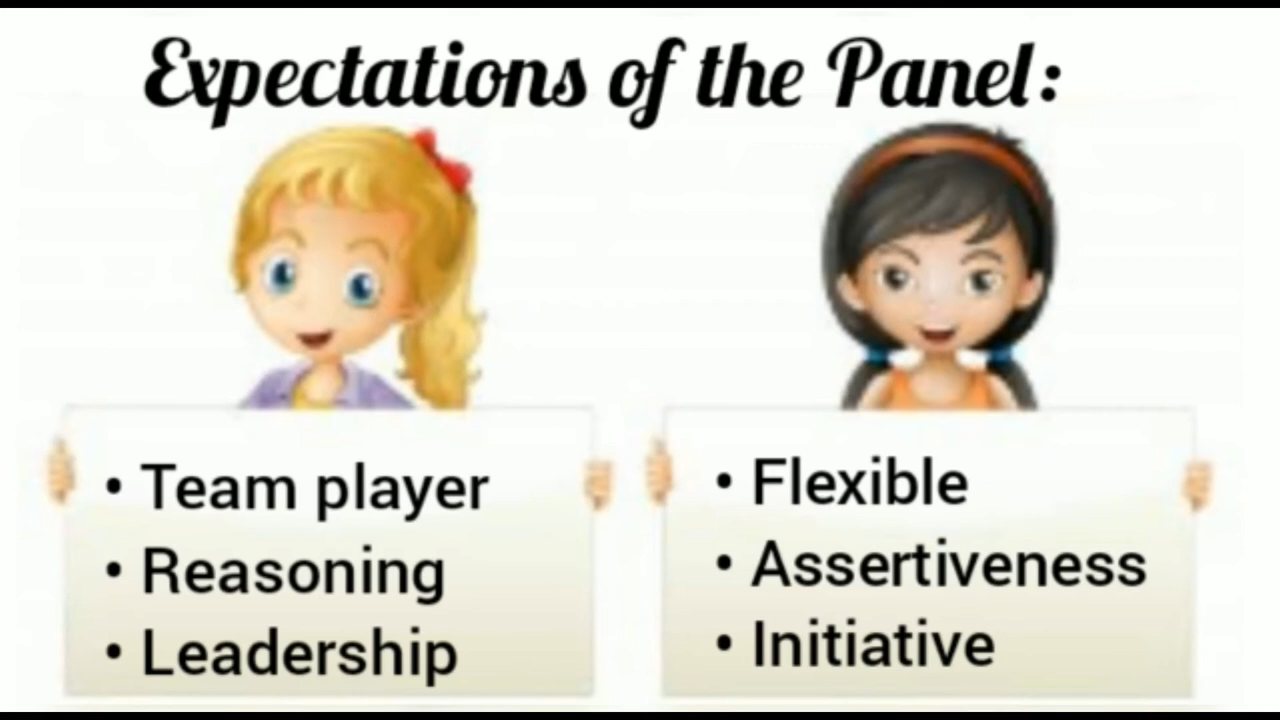 Expectations of the Panel:
• Team player
• Reasoning
• Leadership
• Flexible
• Assertiveness
• Initiative